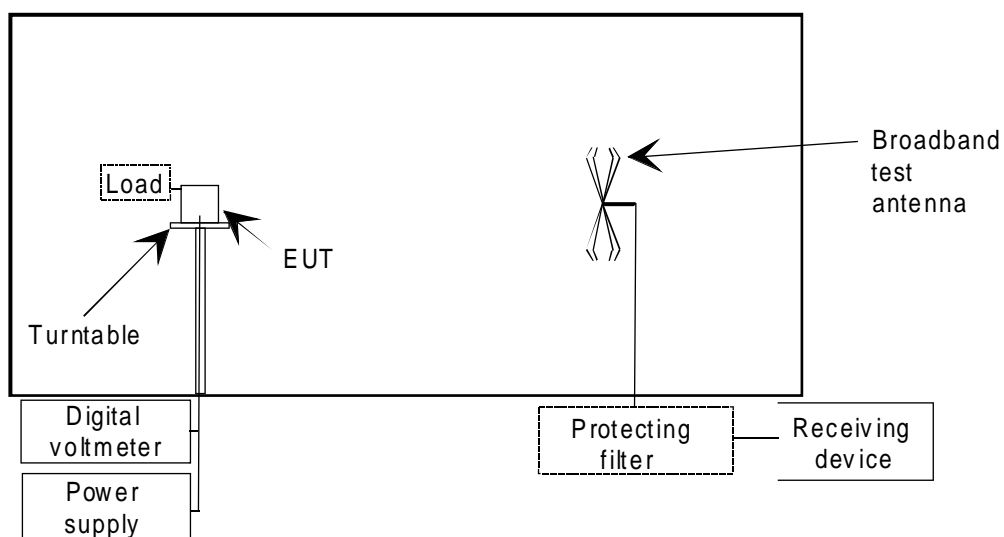 Broadband
test
antenna
Load
EUT
Turntable
Digital
voltmeter
Power
supply
Protecting
filter
Receiving
device